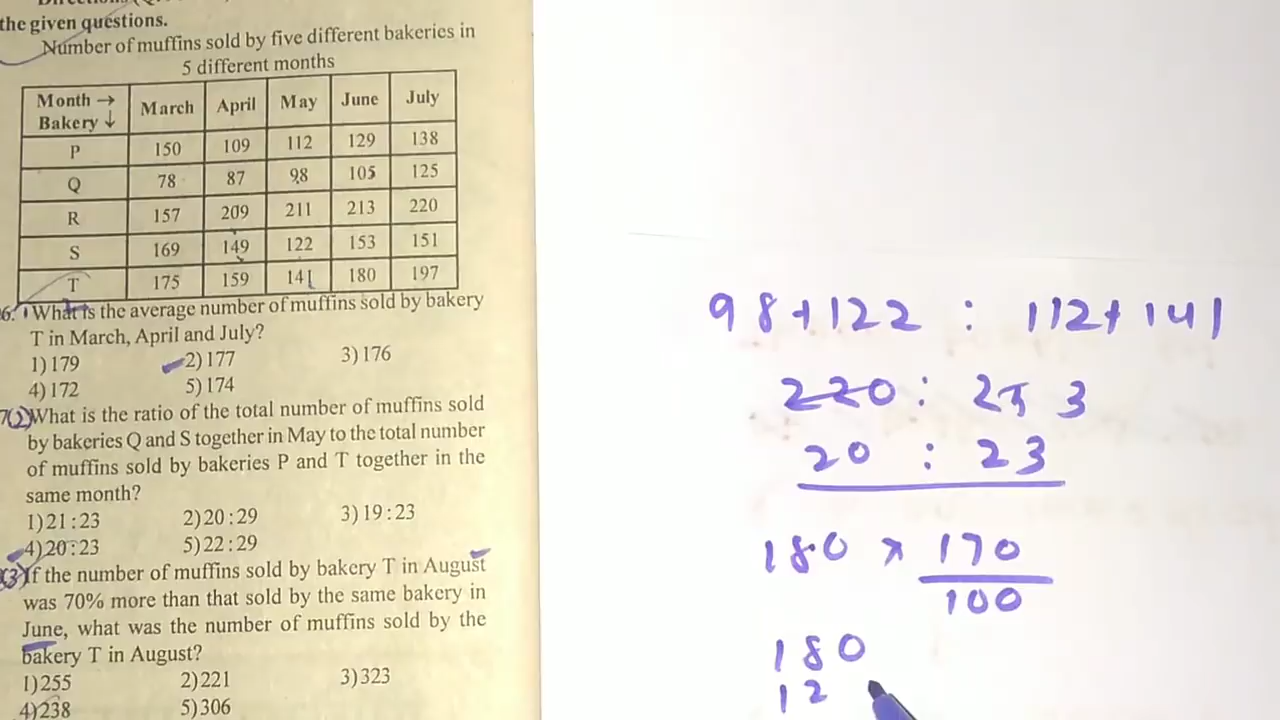 the given questions.
Number of muffins sold by five different bakeries in
5 different months
Month → March April May June July
Bakery ↓
P 150 109 112 129 138
Q 78 87 98 105 125
R 157 209 211 213 220
S 169 149 122 153 151
T 175 159 141 180 197
6. What is the average number of muffins sold by bakery
T in March, April and July?
1) 179 2) 177 3) 176
4) 172 5) 174
7 (2) What is the ratio of the total number of muffins sold
by bakeries Q and S together in May to the total number
of muffins sold by bakeries P and T together in the
same month?
1) 21 : 23 2) 20 : 29 3) 19 : 23
4) 20 : 23 5) 22 : 29
(3) If the number of muffins sold by bakery T in August
was 70% more than that sold by the same bakery in
June, what was the number of muffins sold by the
bakery T in August?
1) 255 2) 221 3) 323
4) 238 5) 306
98+122 : 112+141
220 : 253
20 : 23
180 × 170
100
180
12